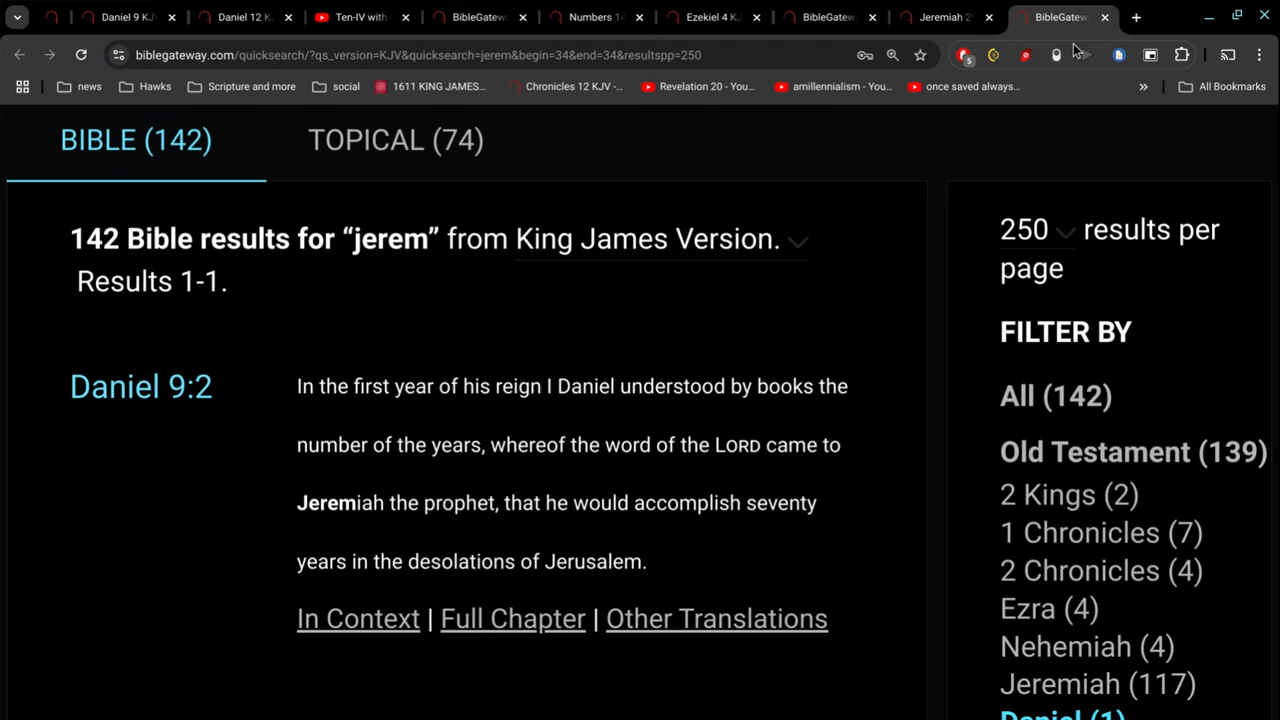 Daniel 9 KJ
Daniel 12 K
Ten-IV with
BibleGatew
Numbers 1
Ezekiel 4 K
BibleGatew
Jeremiah 2
BibleGatew
biblegateway.com/quicksearch/?qs_version=KJV&quicksearch=jerem&begin=34&end=34&resultspp=250
5
news
Hawks
Scripture and more
social
1611 KING JAMES...
Chronicles 12 KJV -...
Revelation 20 - You...
amillennialism - You...
once saved always...
»
All Bookmarks
BIBLE (142)
TOPICAL (74)
142 Bible results for “jerem” from King James Version.
Results 1-1.
Daniel 9:2
In the first year of his reign I Daniel understood by books the
number of the years, whereof the word of the LORD came to
Jeremiah the prophet, that he would accomplish seventy
years in the desolations of Jerusalem.
In Context | Full Chapter | Other Translations
250 results per
page
FILTER BY
All (142)
Old Testament (139)
2 Kings (2)
1 Chronicles (7)
2 Chronicles (4)
Ezra (4)
Nehemiah (4)
Jeremiah (117)
Daniel (1)